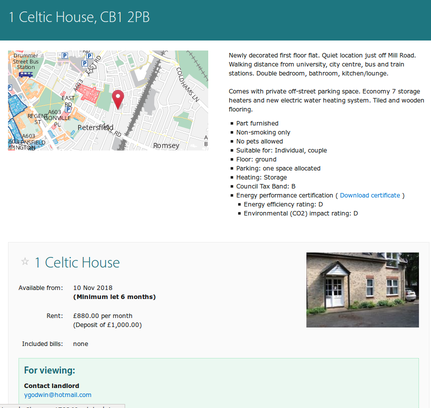 1 Celtic House, CB1 2PB
Drummer
Street Bus
Station
EAST
Petersfield
Romsey
COLDHAMS LN
A603
Newly decorated first floor flat. Quiet location just off Mill Road.
Walking distance from university, city centre, bus and train
stations. Double bedroom, bathroom, kitchen/lounge.
Comes with private off-street parking space. Economy 7 storage
heaters and new electric water heating system. Tiled and wooden
flooring.
Part furnished
Non-smoking only
No pets allowed
Suitable for: Individual, couple
Floor: ground
Parking: one space allocated
Heating: Storage
Council Tax Band: B
Energy performance certification ( Download certificate )
Energy efficiency rating: D
Environmental (CO2) impact rating: D
1 Celtic House
Available from: 10 Nov 2018
(Minimum let 6 months)
Rent: £880.00 per month
(Deposit of £1,000.00)
Included bills: none
For viewing:
Contact landlord
ygodwin@hotmail.com